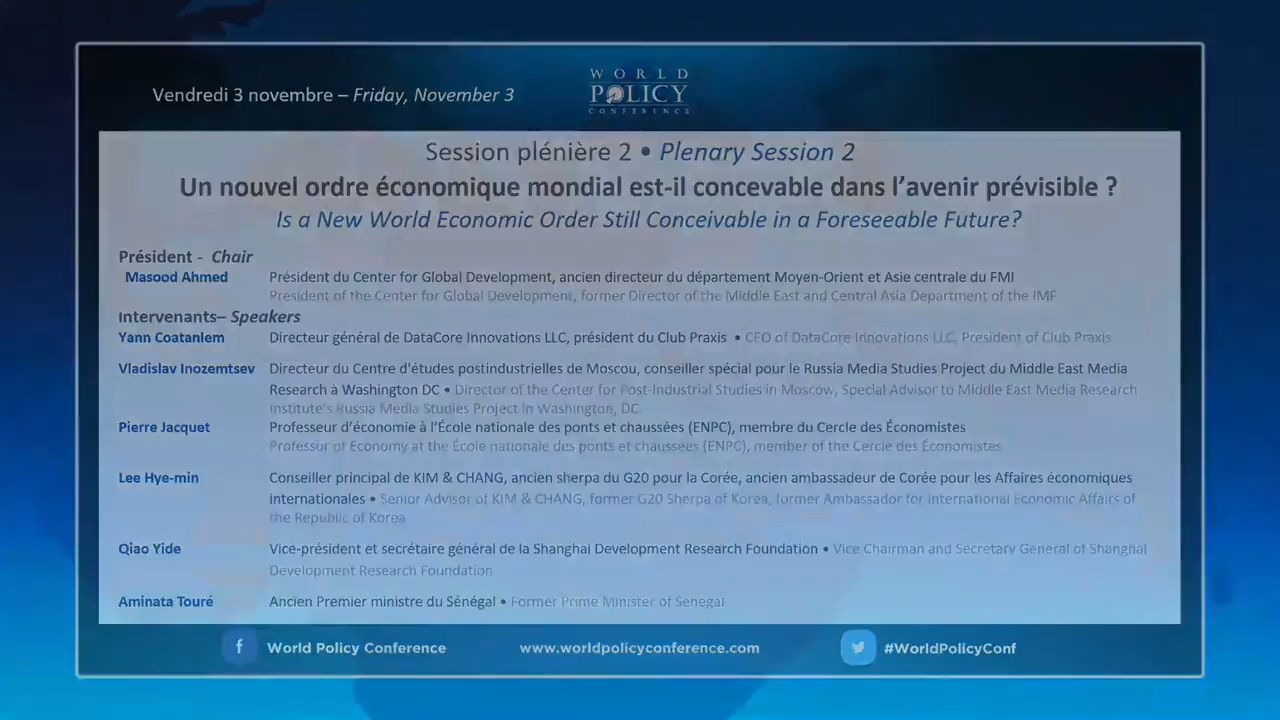 Vendredi 3 novembre – Friday, November 3
WORLD
POLICY
CONFERENCE
Session plénière 2 • Plenary Session 2
Un nouvel ordre économique mondial est-il concevable dans l'avenir prévisible ?
Is a New World Economic Order Still Conceivable in a Foreseeable Future?
Président - Chair
Masood Ahmed Président du Center for Global Development, ancien directeur du département Moyen-Orient et Asie centrale du FMI
President of the Center for Global Development, former Director of the Middle East and Central Asia Department of the IMF
Intervenants– Speakers
Yann Coatanlem Directeur général de DataCore Innovations LLC, président du Club Praxis • CEO of DataCore Innovations LLC, President of Club Praxis
Vladislav Inozemtsev Directeur du Centre d'études postindustrielles de Moscou, conseiller spécial pour le Russia Media Studies Project du Middle East Media
Research à Washington DC • Director of the Center for Post-Industrial Studies in Moscow, Special Advisor to Middle East Media Research
Institute's Russia Media Studies Project in Washington, DC
Pierre Jacquet Professeur d'économie à l'École nationale des ponts et chaussées (ENPC), membre du Cercle des Économistes
Professor of Economy at the École nationale des ponts et chaussées (ENPC), member of the Cercle des Économistes
Lee Hye-min Conseiller principal de KIM & CHANG, ancien sherpa du G20 pour la Corée, ancien ambassadeur de Corée pour les Affaires économiques
internationales • Senior Advisor of KIM & CHANG, former G20 Sherpa of Korea, former Ambassador for International Economic Affairs of
the Republic of Korea
Qiao Yide Vice-président et secrétaire général de la Shanghai Development Research Foundation • Vice Chairman and Secretary General of Shanghai
Development Research Foundation
Aminata Touré Ancien Premier ministre du Sénégal • Former Prime Minister of Senegal
f World Policy Conference www.worldpolicyconference.com #WorldPolicyConf